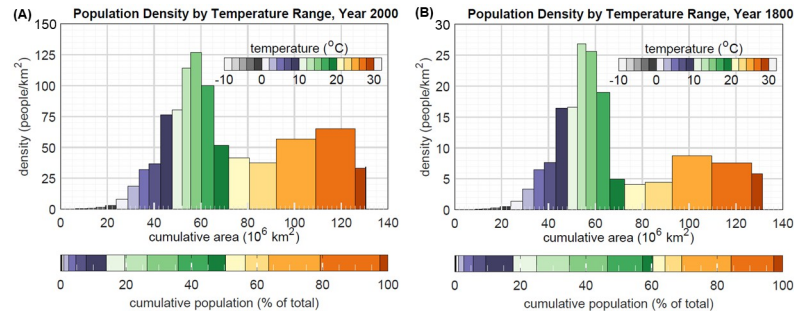 (A) Population Density by Temperature Range, Year 2000
150
125
100
75
50
25
0
density (people/km²)
temperature (°C)
-10 0 10 20 30
0 20 40 60 80 100 120 140
cumulative area (10⁶ km²)
0 20 40 60 80 100
cumulative population (% of total)
(B) Population Density by Temperature Range, Year 1800
30
25
20
15
10
5
0
density (people/km²)
temperature (°C)
-10 0 10 20 30
0 20 40 60 80 100 120 140
cumulative area (10⁶ km²)
0 20 40 60 80 100
cumulative population (% of total)